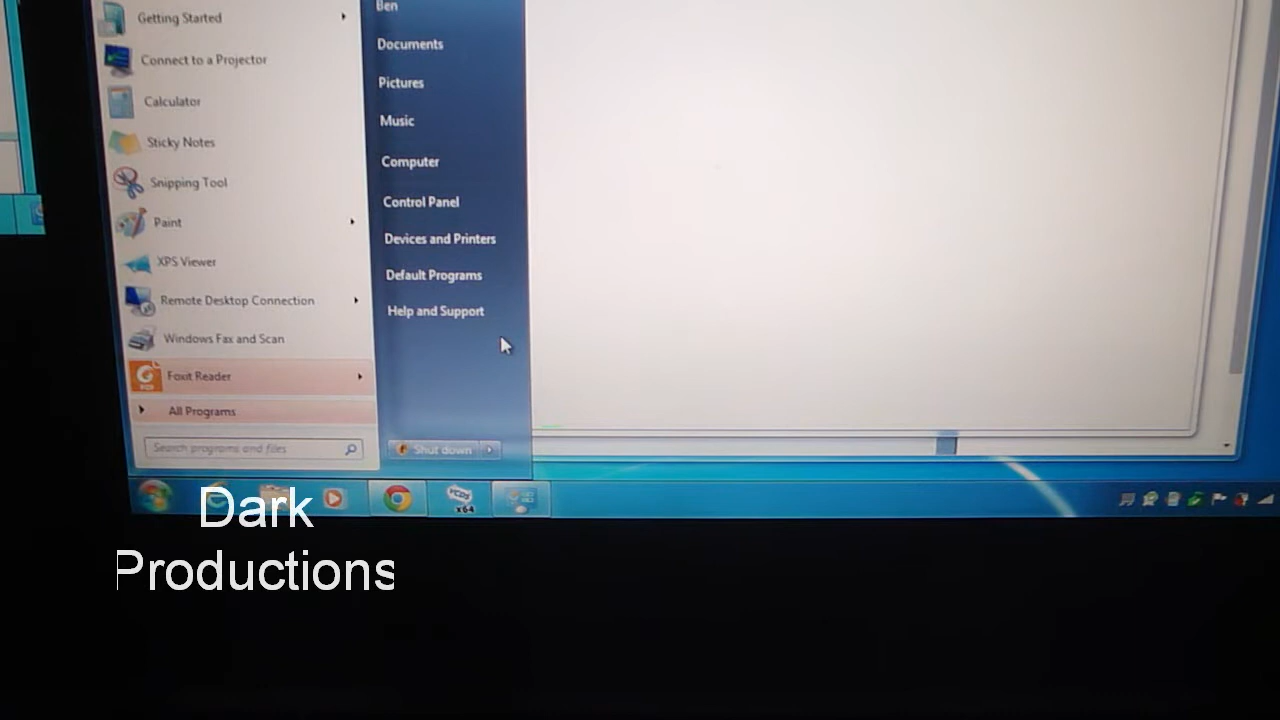 Getting Started
Connect to a Projector
Calculator
Sticky Notes
Snipping Tool
Paint
XPS Viewer
Remote Desktop Connection
Windows Fax and Scan
Foxit Reader
All Programs
Search programs and files
Ben
Documents
Pictures
Music
Computer
Control Panel
Devices and Printers
Default Programs
Help and Support
Shut down
VCDS
x64
Dark
Productions